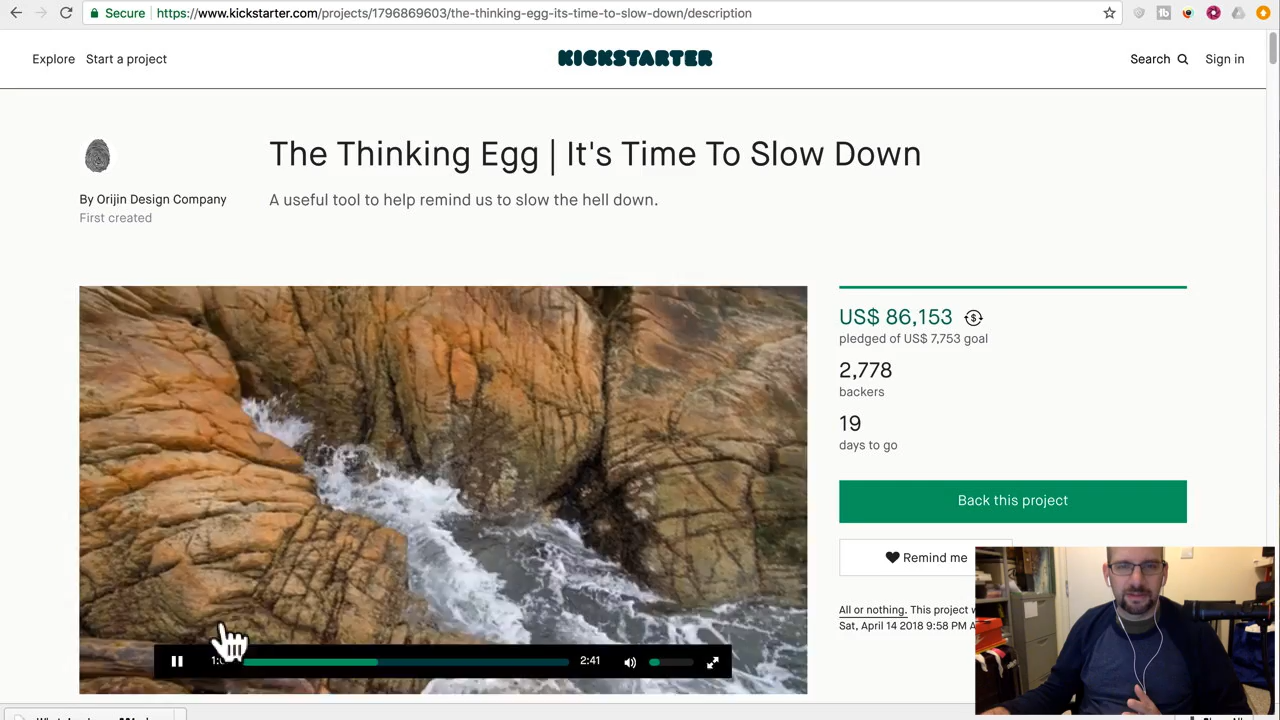 Secure
https://www.kickstarter.com/projects/1796869603/the-thinking-egg-its-time-to-slow-down/description
Explore
Start a project
KICKSTARTER
Search
Sign in
The Thinking Egg | It's Time To Slow Down
A useful tool to help remind us to slow the hell down.
By Orijin Design Company
First created
US$ 86,153
pledged of US$ 7,753 goal
2,778
backers
19
days to go
Back this project
Remind me
All or nothing. This project
Sat, April 14 2018 9:58 PM
2:41